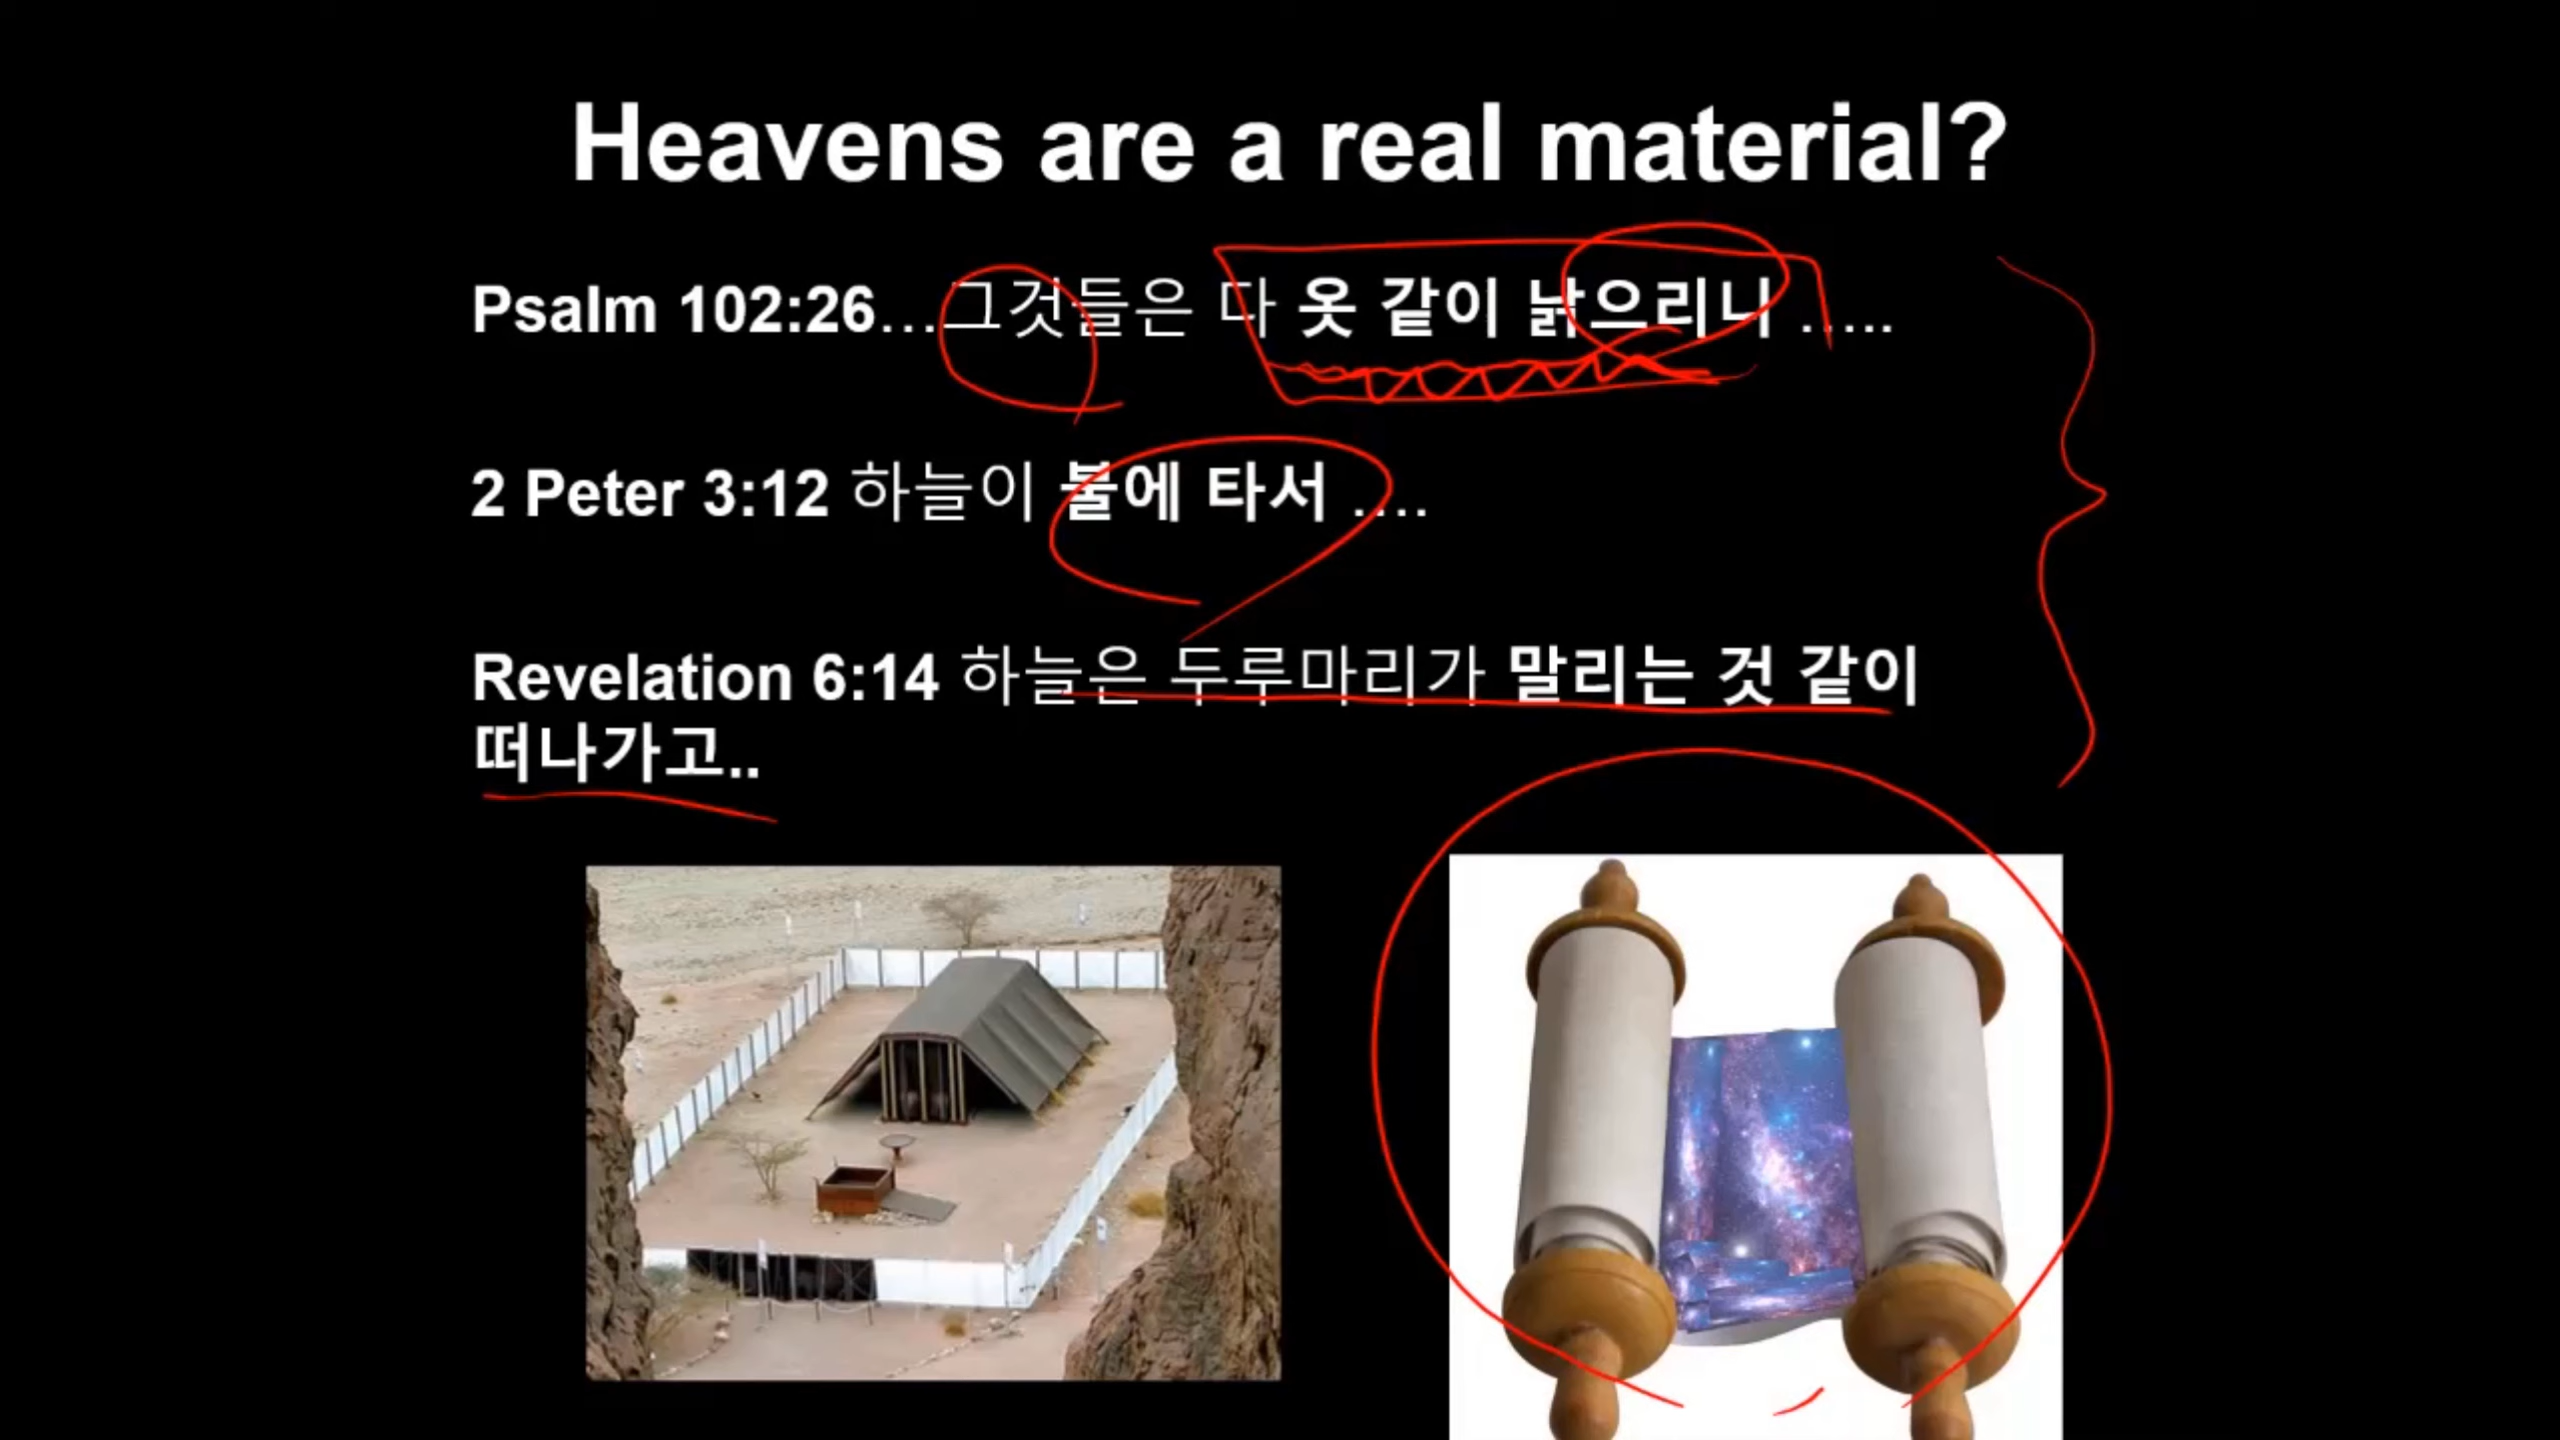 Heavens are a real material?
Psalm 102:26…그것들은 다 옷 같이 낡으리니 …..
2 Peter 3:12 하늘이 불에 타서 ….
Revelation 6:14 하늘은 두루마리가 말리는 것 같이
떠나가고..